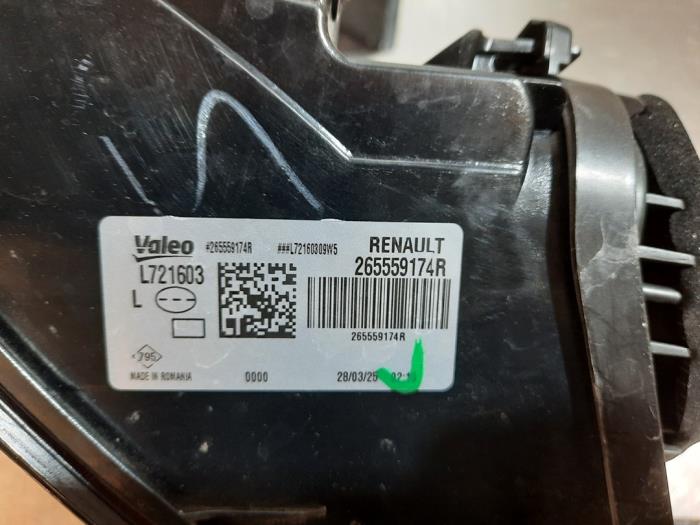 Valeo #265559174R ###L72160309W5 RENAULT
L721603 265559174R
L
265559174R
795
MADE IN ROMANIA 0000 28/03/25